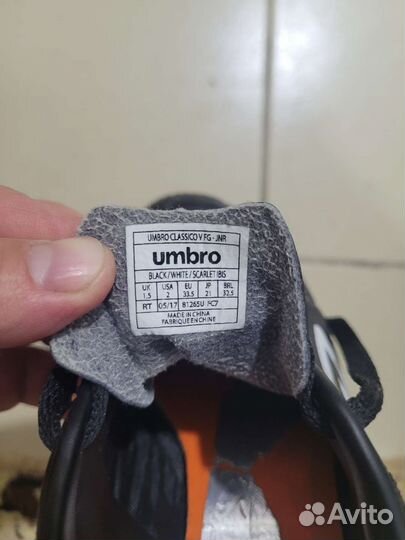 UMBRO CLASSICO V FG - JNR
umbro
BLACK/WHITE/SCARLET IBIS
UK USA EU JP BRL
1.5 2 33.5 21 32.5
RT 05/17 81265U-FC7
MADE IN CHINA
FABRIQUE EN CHINE
Avito